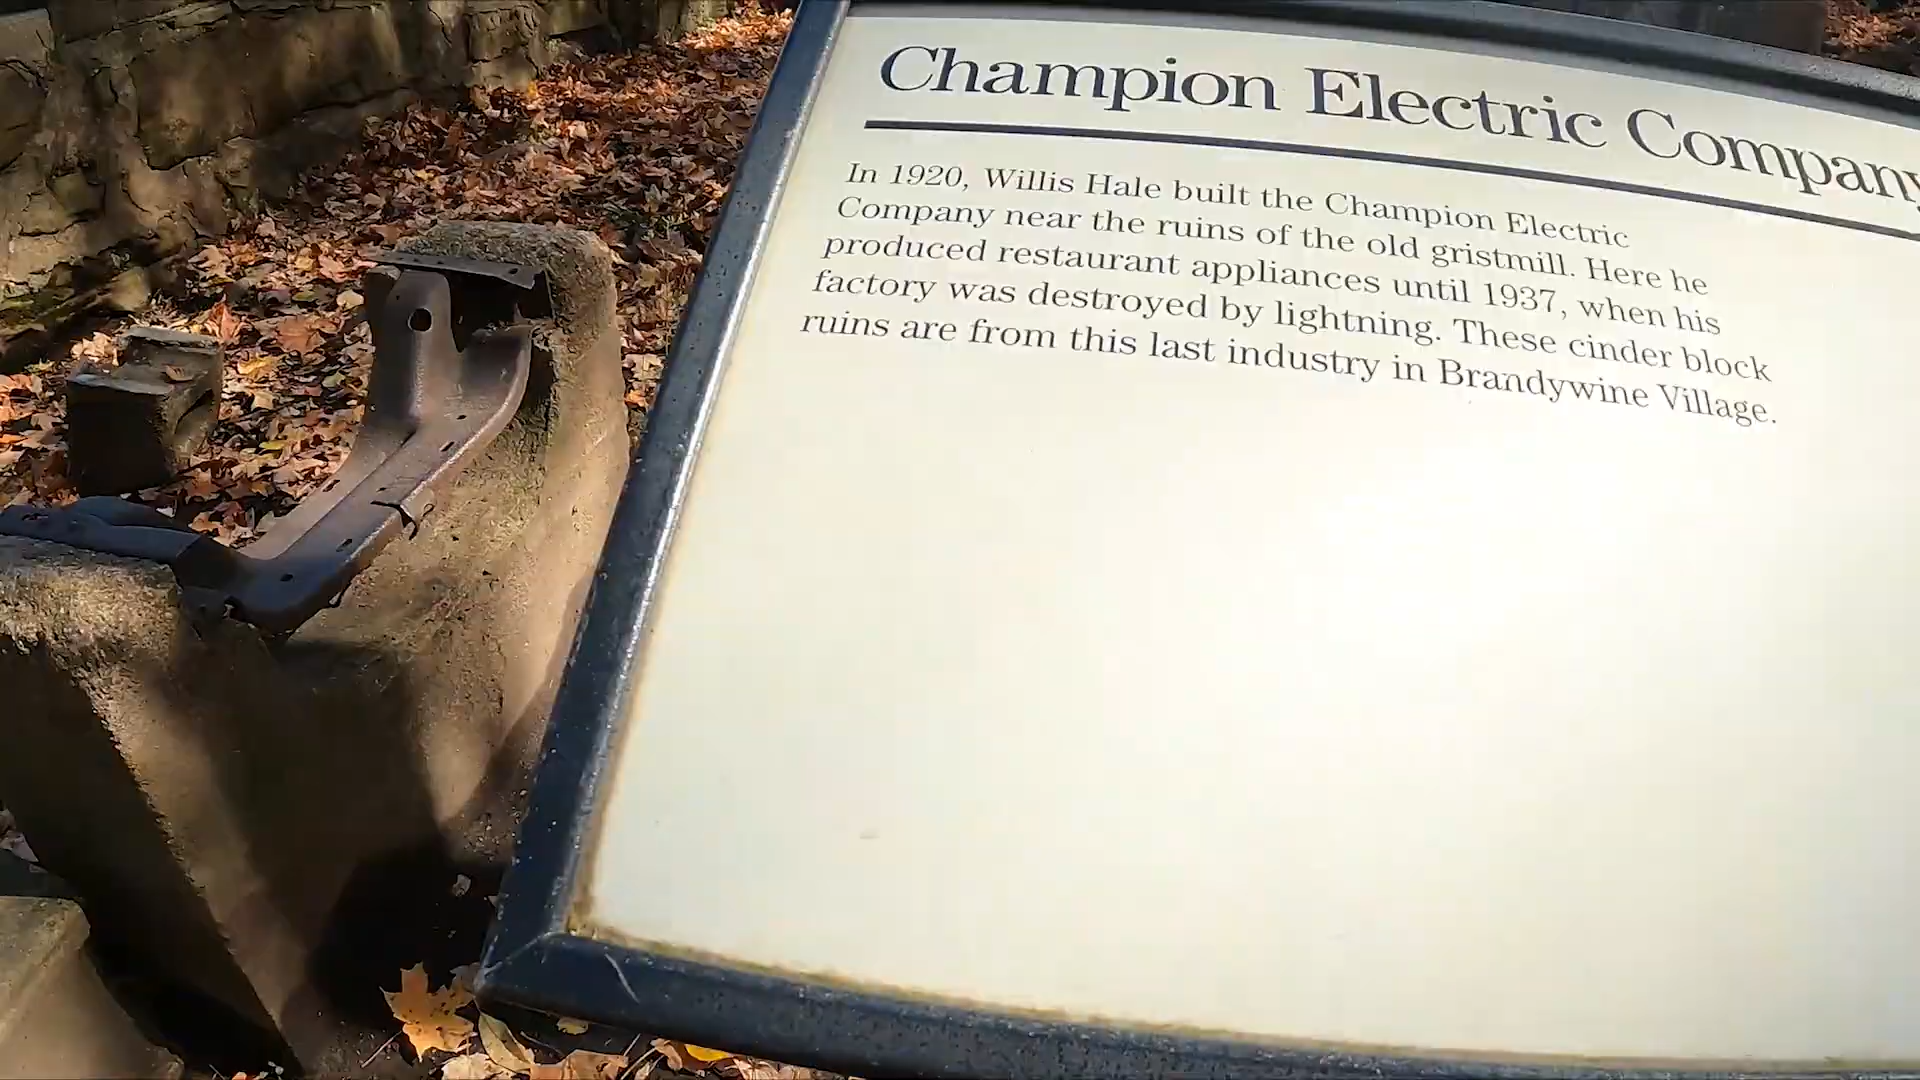 Champion Electric Company
In 1920, Willis Hale built the Champion Electric
Company near the ruins of the old gristmill. Here he
produced restaurant appliances until 1937, when his
factory was destroyed by lightning. These cinder block
ruins are from this last industry in Brandywine Village.